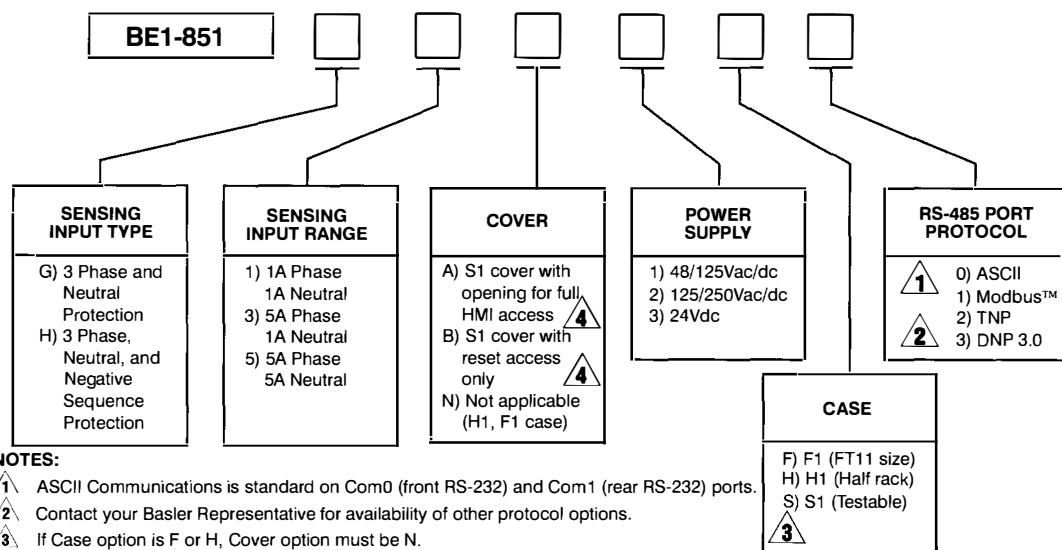 BE1-851
SENSING
INPUT TYPE
G) 3 Phase and
Neutral
Protection
H) 3 Phase,
Neutral, and
Negative
Sequence
Protection
SENSING
INPUT RANGE
1) 1A Phase
1A Neutral
3) 5A Phase
1A Neutral
5) 5A Phase
5A Neutral
COVER
A) S1 cover with
opening for full
HMI access 4
B) S1 cover with
reset access
only 4
N) Not applicable
(H1, F1 case)
POWER
SUPPLY
1) 48/125Vac/dc
2) 125/250Vac/dc
3) 24Vdc
CASE
F) F1 (FT11 size)
H) H1 (Half rack)
S) S1 (Testable)
3
RS-485 PORT
PROTOCOL
1 0) ASCII
1) Modbus™
2 2) TNP
3) DNP 3.0
NOTES:
1 ASCII Communications is standard on Com0 (front RS-232) and Com1 (rear RS-232) ports.
2 Contact your Basler Representative for availability of other protocol options.
3 If Case option is F or H, Cover option must be N.